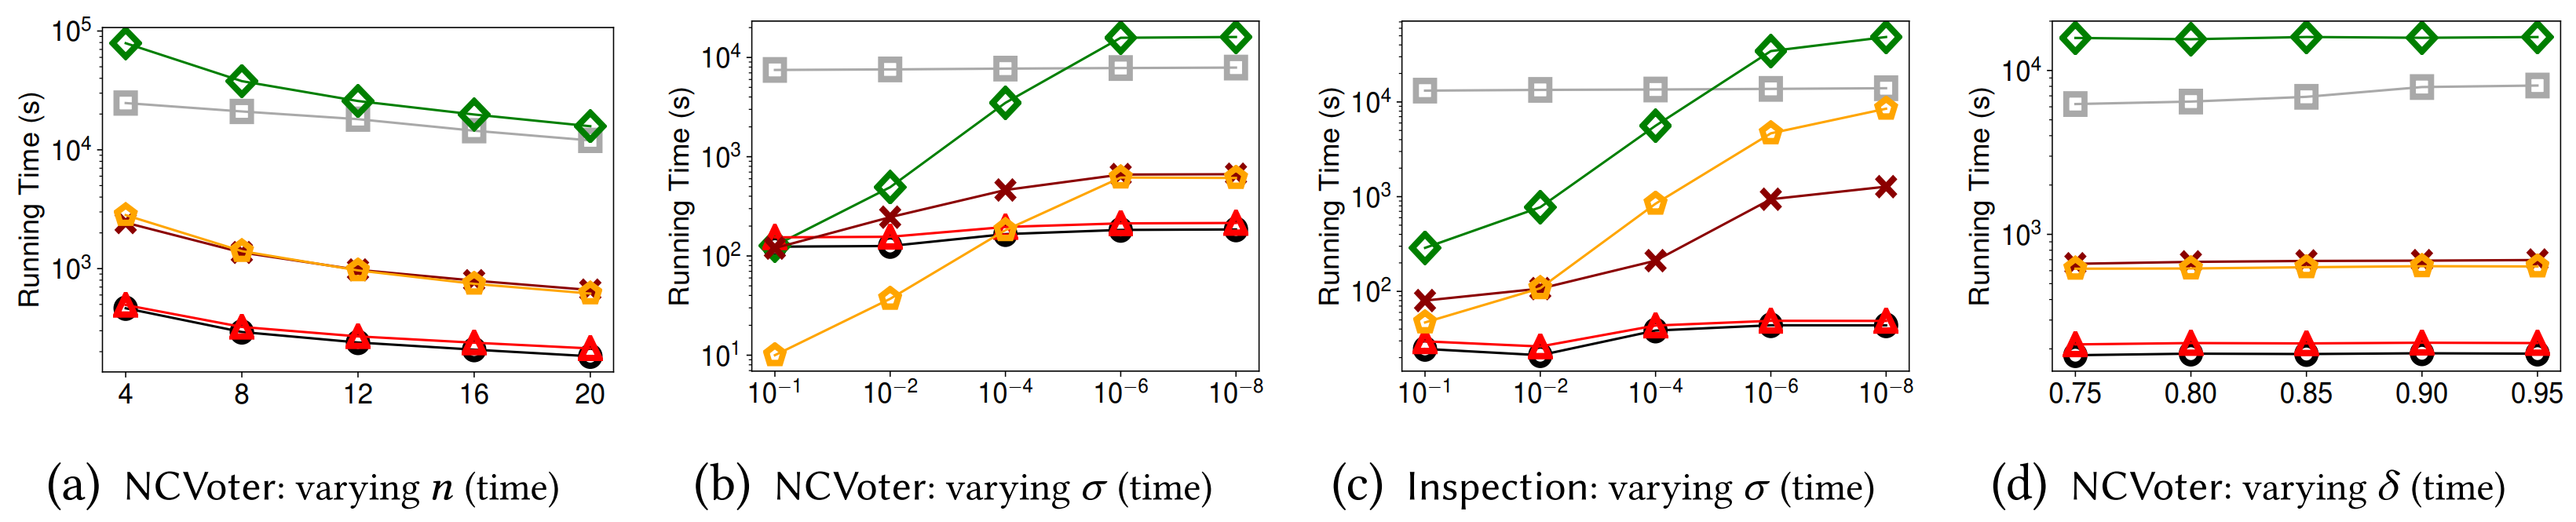 Running Time (s)
10^5
10^4
10^3
4 8 12 16 20
(a) NCVoter: varying n (time)
Running Time (s)
10^4
10^3
10^2
10^1
10^−1 10^−2 10^−4 10^−6 10^−8
(b) NCVoter: varying σ (time)
Running Time (s)
10^4
10^3
10^2
10^−1 10^−2 10^−4 10^−6 10^−8
(c) Inspection: varying σ (time)
Running Time (s)
10^4
10^3
0.75 0.80 0.85 0.90 0.95
(d) NCVoter: varying δ (time)